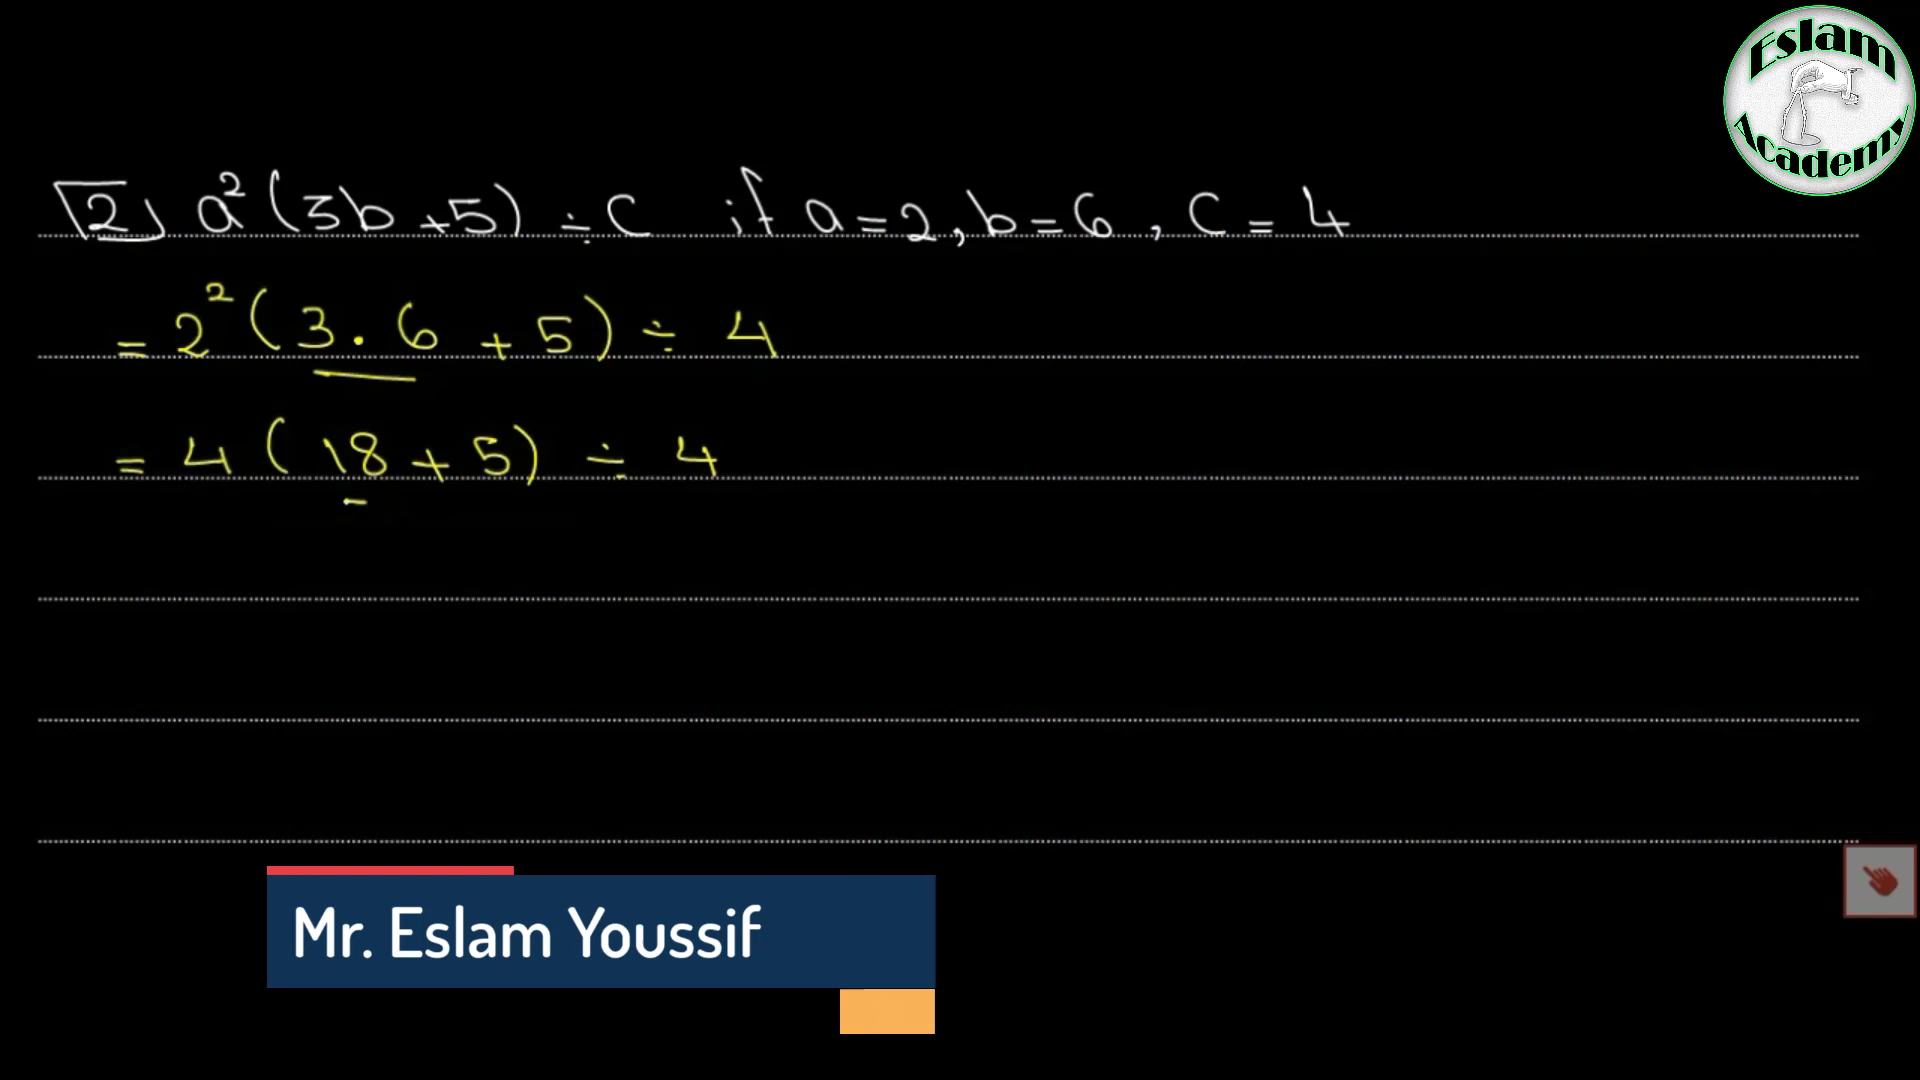 Eslam
Academy
[2] a² (3b + 5) ÷ c if a = 2, b = 6, c = 4
= 2² (3 . 6 + 5) ÷ 4
= 4 (18 + 5) ÷ 4
Mr. Eslam Youssif